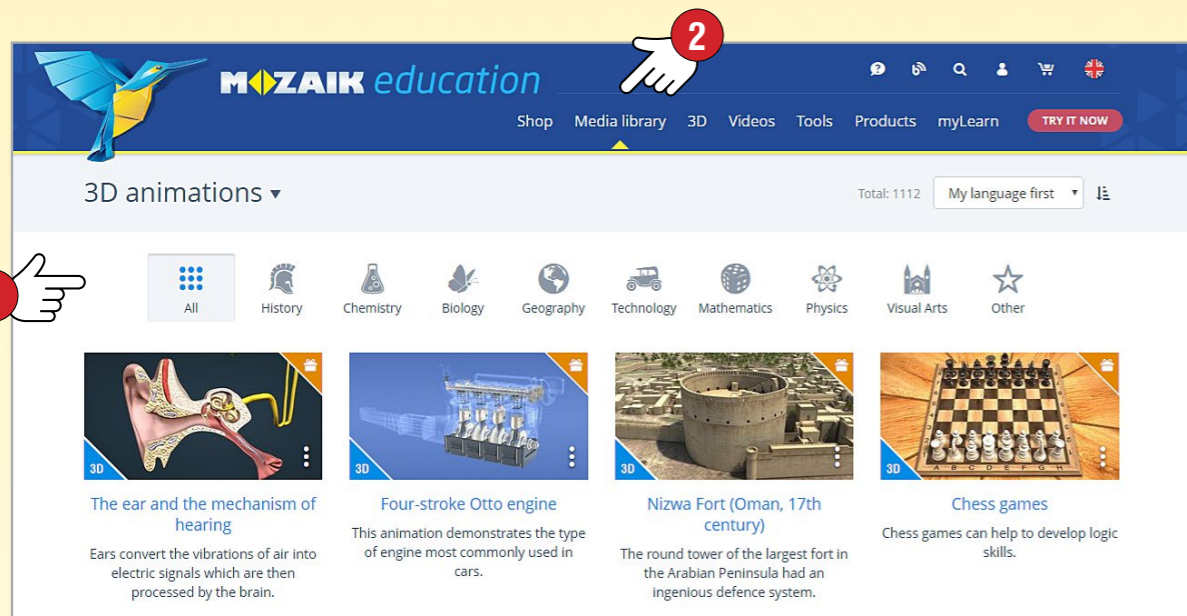 2
MOZAIK education
Shop Media library 3D Videos Tools Products myLearn TRY IT NOW
3D animations
Total: 1112 My language first
All History Chemistry Biology Geography Technology Mathematics Physics Visual Arts Other
3D 3D 3D 3D
A B C D E F G H
The ear and the mechanism of
hearing
Ears convert the vibrations of air into
electric signals which are then
processed by the brain.
Four-stroke Otto engine
This animation demonstrates the type
of engine most commonly used in
cars.
Nizwa Fort (Oman, 17th
century)
The round tower of the largest fort in
the Arabian Peninsula had an
ingenious defence system.
Chess games
Chess games can help to develop logic
skills.